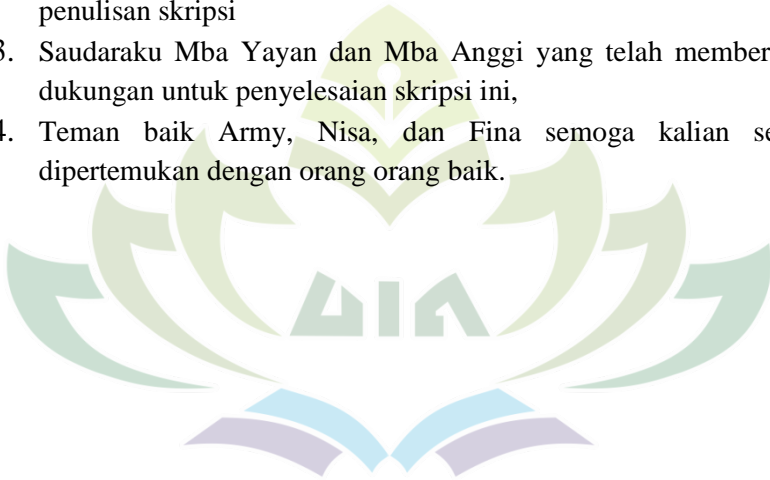 penulisan skripsi
3. Saudaraku Mba Yayan dan Mba Anggi yang telah member
dukungan untuk penyelesaian skripsi ini,
4. Teman baik Army, Nisa, dan Fina semoga kalian se
dipertemukan dengan orang orang baik.
UIN